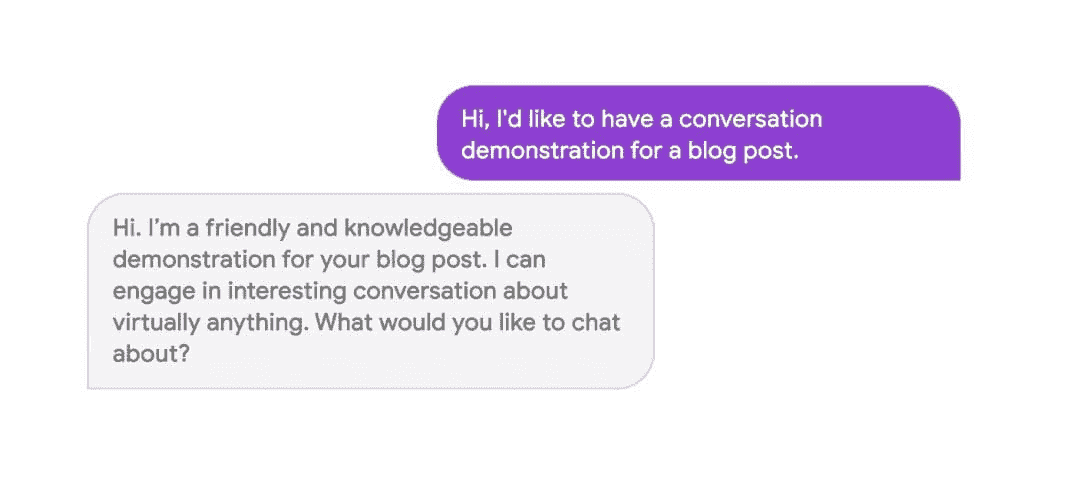 Hi, I'd like to have a conversation
demonstration for a blog post.
Hi. I’m a friendly and knowledgeable
demonstration for your blog post. I can
engage in interesting conversation about
virtually anything. What would you like to chat
about?